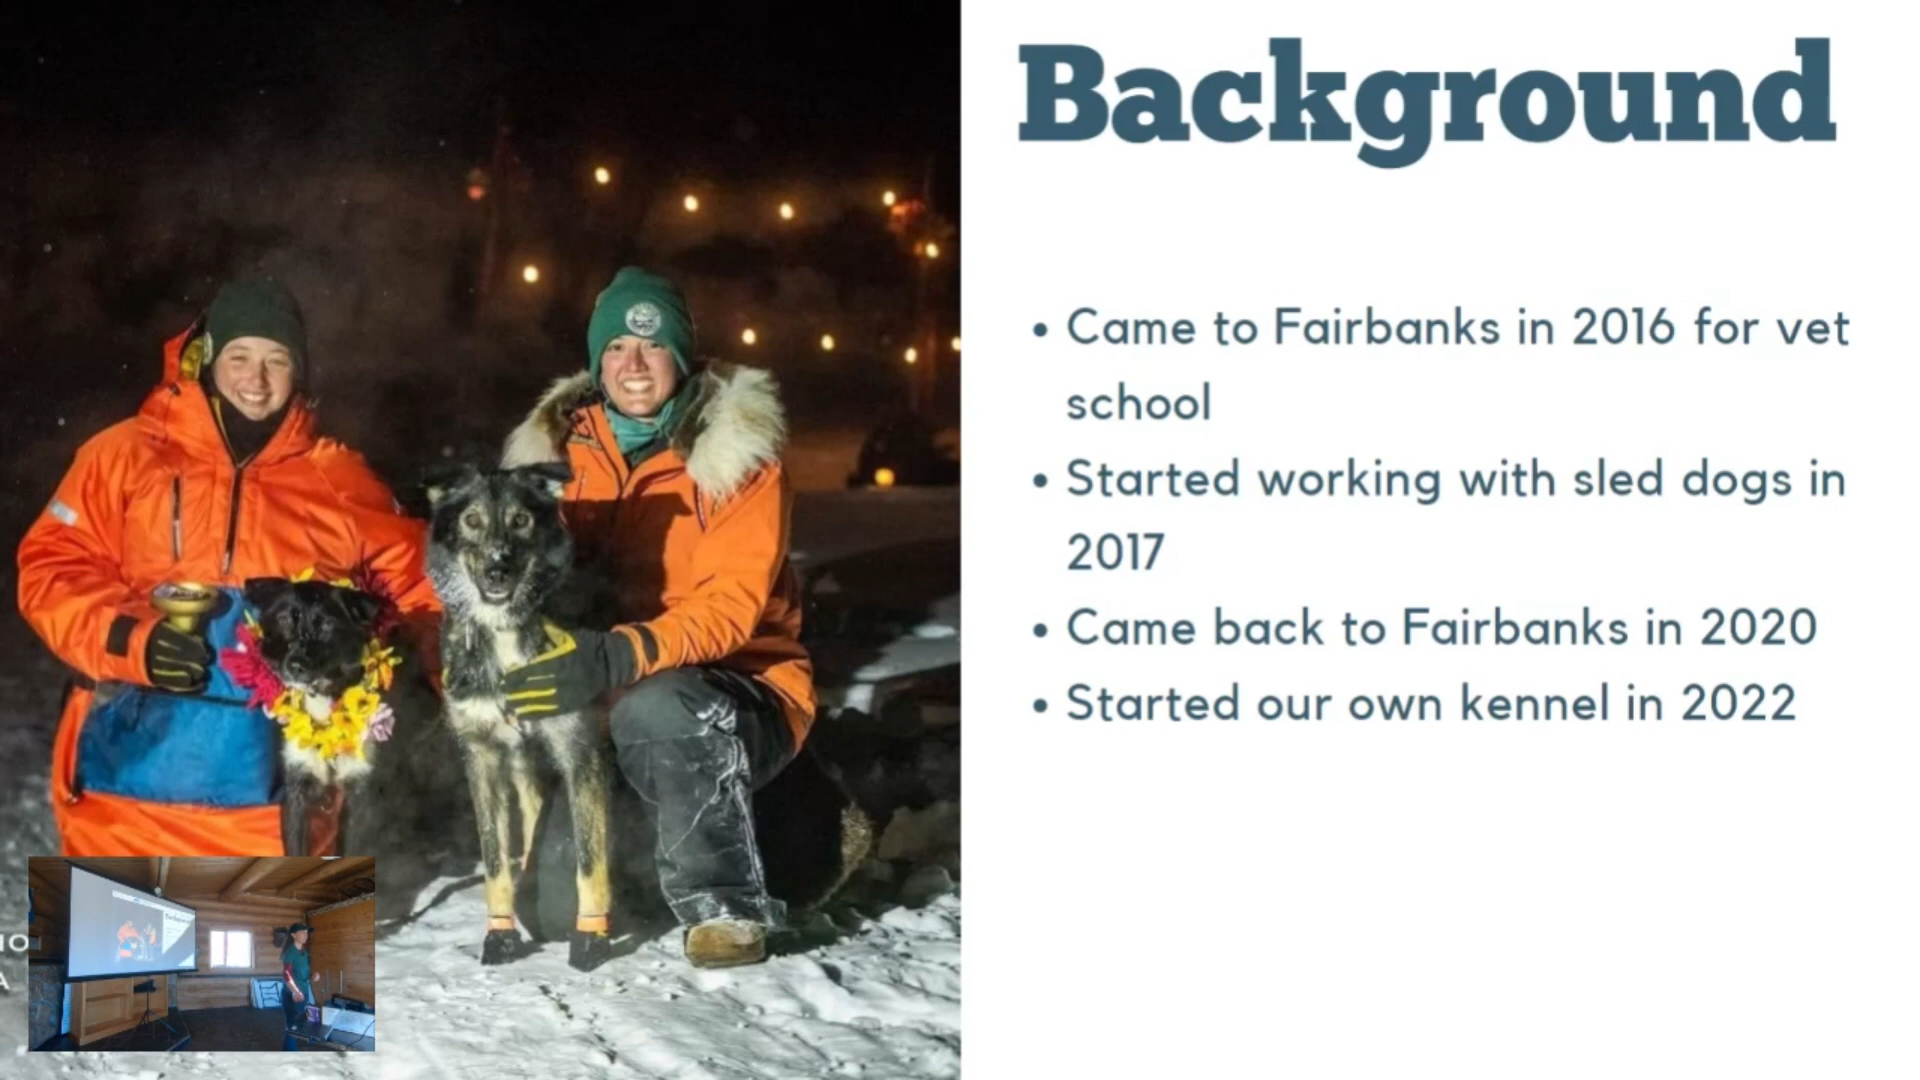 Background
• Came to Fairbanks in 2016 for vet
school
• Started working with sled dogs in
2017
• Came back to Fairbanks in 2020
• Started our own kennel in 2022